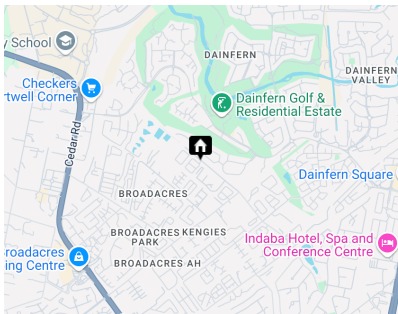 y School
DAINFERN
Checkers
rtwell Corner
DAINFERN
VALLEY
Dainfern Golf &
Residential Estate
Cedar Rd
Dainfern Square
BROADACRES
BROADACRES
PARK
KENGIES
Indaba Hotel, Spa and
Conference Centre
roadacres
ing Centre
BROADACRES AH